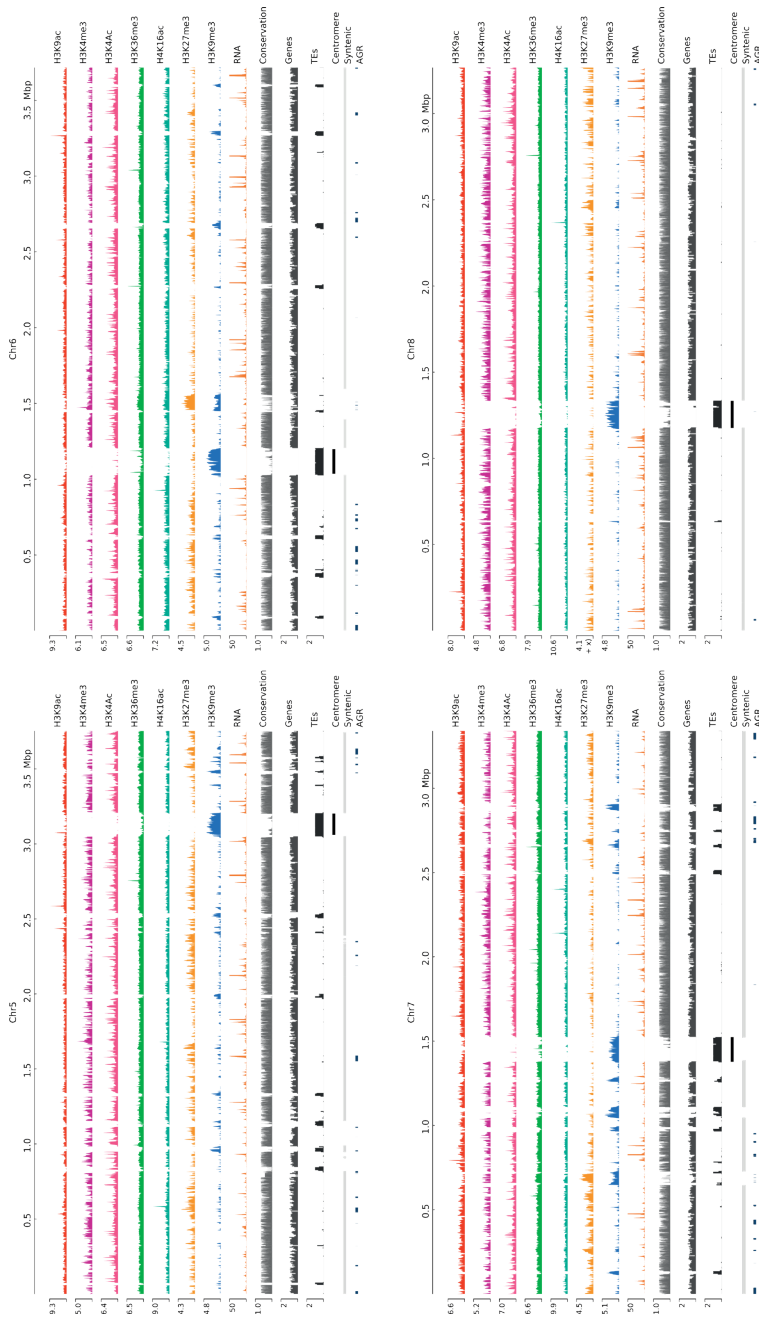 Chr5
0.5 1.0 1.5 2.0 2.5 3.0 3.5 Mbp
9.3 H3K9ac
5.0 H3K4me3
6.4 H3K4Ac
6.5 H3K36me3
9.0 H4K16ac
4.3 H3K27me3
4.8 H3K9me3
50 RNA
1.0 Conservation
2 Genes
2 TEs
Centromere
Syntenic
AGR
Chr6
0.5 1.0 1.5 2.0 2.5 3.0 3.5 Mbp
9.3 H3K9ac
6.1 H3K4me3
6.5 H3K4Ac
6.6 H3K36me3
7.2 H4K16ac
4.5 H3K27me3
5.0 H3K9me3
50 RNA
1.0 Conservation
2 Genes
2 TEs
Centromere
Syntenic
AGR
Chr7
0.5 1.0 1.5 2.0 2.5 3.0 Mbp
6.6 H3K9ac
5.2 H3K4me3
7.0 H3K4Ac
6.6 H3K36me3
9.9 H4K16ac
4.5 H3K27me3
5.1 H3K9me3
50 RNA
1.0 Conservation
2 Genes
2 TEs
Centromere
Syntenic
AGR
Chr8
0.5 1.0 1.5 2.0 2.5 3.0 Mbp
8.0 H3K9ac
4.8 H3K4me3
6.8 H3K4Ac
7.9 H3K36me3
10.6 H4K16ac
4.1 H3K27me3
+ x)
4.8 H3K9me3
50 RNA
1.0 Conservation
2 Genes
2 TEs
Centromere
Syntenic
AGR